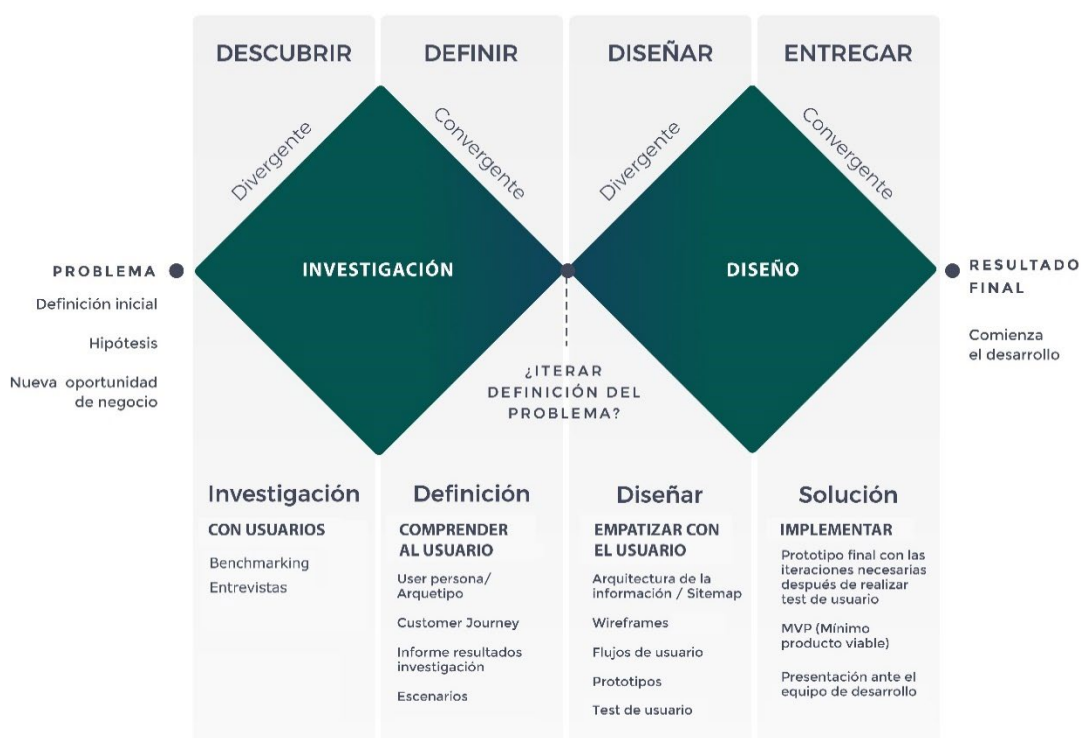 DESCUBRIR
DEFINIR
DISEÑAR
ENTREGAR
Divergente
Convergente
Divergente
Convergente
PROBLEMA
Definición inicial
Hipótesis
Nueva oportunidad
de negocio
INVESTIGACIÓN
DISEÑO
¿ITERAR
DEFINICIÓN DEL
PROBLEMA?
RESULTADO
FINAL
Comienza
el desarrollo
Investigación
CON USUARIOS
Benchmarking
Entrevistas
Definición
COMPRENDER
AL USUARIO
User persona/
Arquetipo
Customer Journey
Informe resultados
investigación
Escenarios
Diseñar
EMPATIZAR CON
EL USUARIO
Arquitectura de la
información / Sitemap
Wireframes
Flujos de usuario
Prototipos
Test de usuario
Solución
IMPLEMENTAR
Prototipo final con las
iteraciones necesarias
después de realizar
test de usuario
MVP (Mínimo
producto viable)
Presentación ante el
equipo de desarrollo